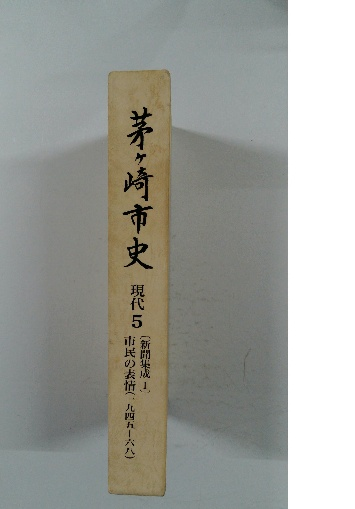 茅ヶ崎市史
現代5
〔新聞集成Ⅰ〕
市民の表情(一九四五―六八)